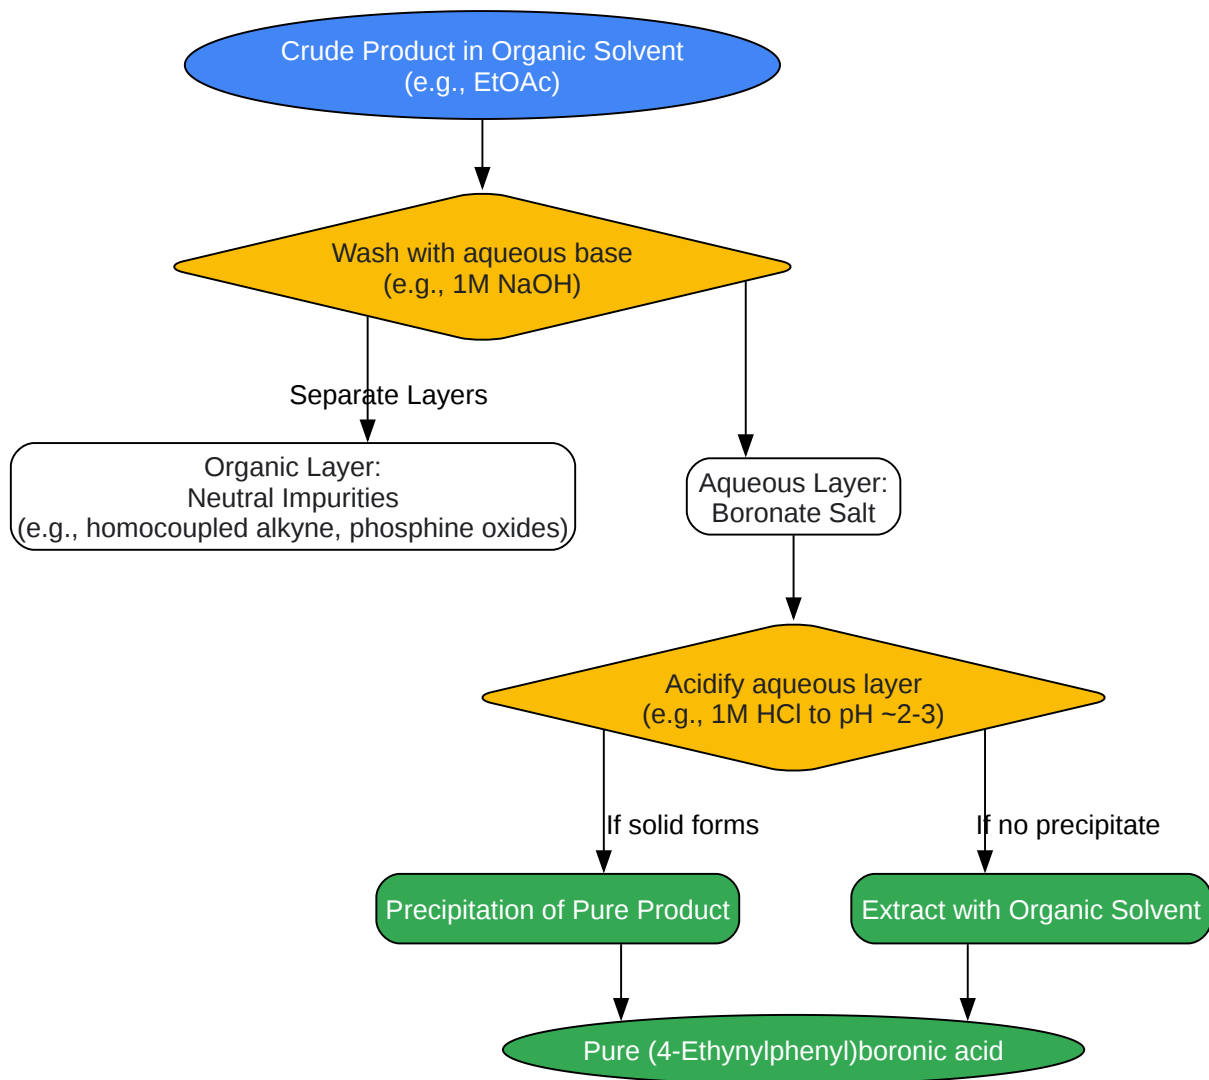 Crude Product in Organic Solvent
(e.g., EtOAc)
Wash with aqueous base
(e.g., 1M NaOH)
Separate Layers
Organic Layer:
Neutral Impurities
(e.g., homocoupled alkyne, phosphine oxides)
Aqueous Layer:
Boronate Salt
Acidify aqueous layer
(e.g., 1M HCl to pH ~2-3)
If solid forms
If no precipitate
Precipitation of Pure Product
Extract with Organic Solvent
Pure (4-Ethynylphenyl)boronic acid